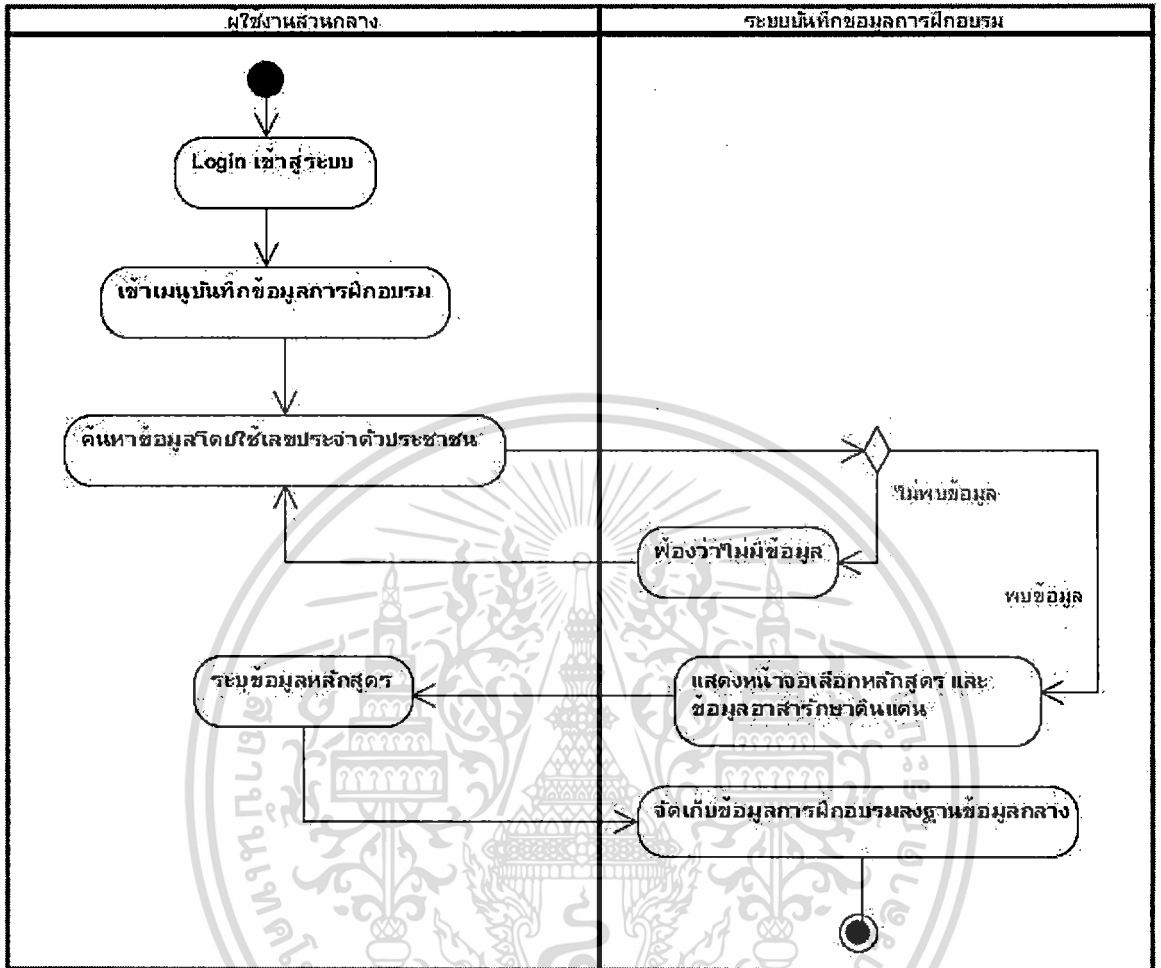 ผู้ใช้งานส่วนกลาง
ระบบบันทึกข้อมูลการฝึกอบรม
Login เข้าสู่ระบบ
เข้าเมนูบันทึกข้อมูลการฝึกอบรม
ค้นหาข้อมูลโดยใช้เลขประจำตัวประชาชน
ไม่พบข้อมูล
ฟ้องว่าไม่มีข้อมูล
พบข้อมูล
ระบุข้อมูลหลักสูตร
แสดงหน้าจอเลือกหลักสูตร และ
ข้อมูลอาสารักษาดินแดน
จัดเก็บข้อมูลการฝึกอบรมลงฐานข้อมูลกลาง